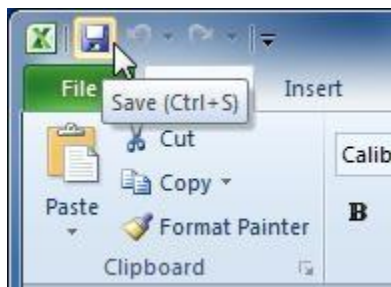 File
Insert
Save (Ctrl+S)
Cut
Calib
Copy
Paste
Format Painter
B
Clipboard